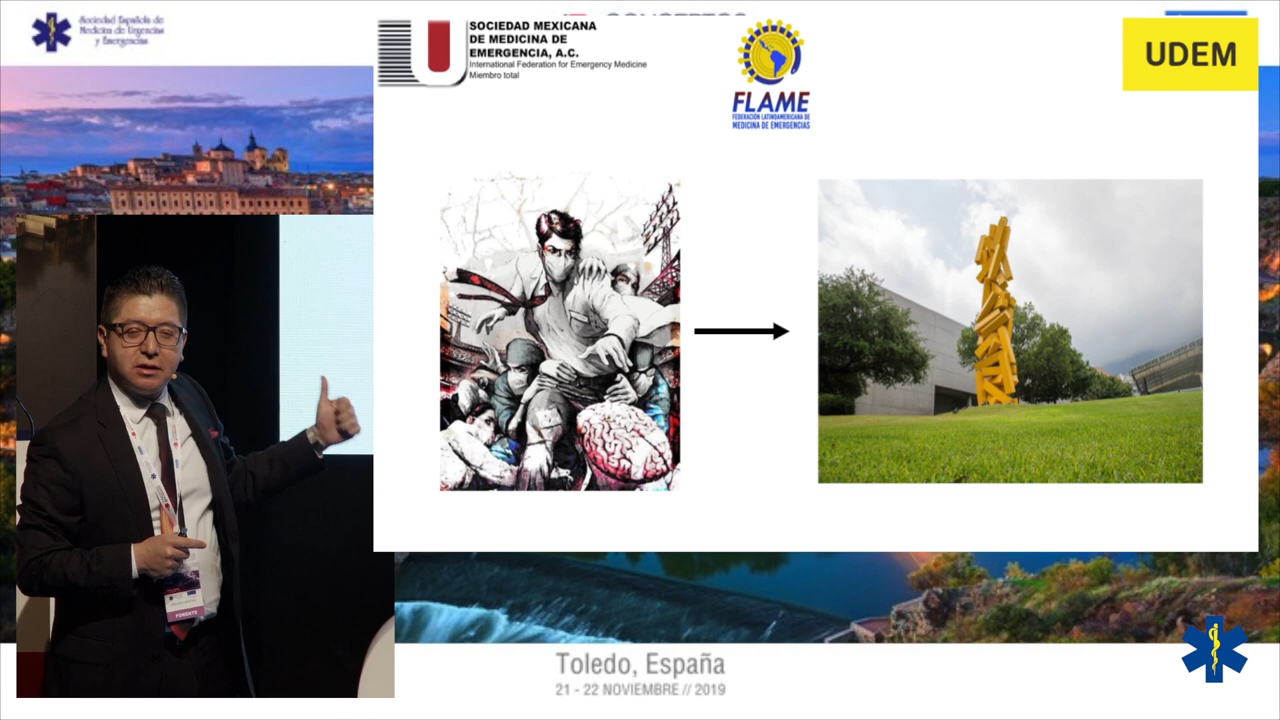 Sociedad Española de
Medicina de Urgencias
y Emergencias
SOCIEDAD MEXICANA
DE MEDICINA DE
EMERGENCIA, A.C.
International Federation for Emergency Medicine
Miembro total
FLAME
FEDERACIÓN LATINOAMERICANA DE
MEDICINA DE EMERGENCIAS
UDEM
PONENTE
Toledo, España
21 - 22 NOVIEMBRE // 2019